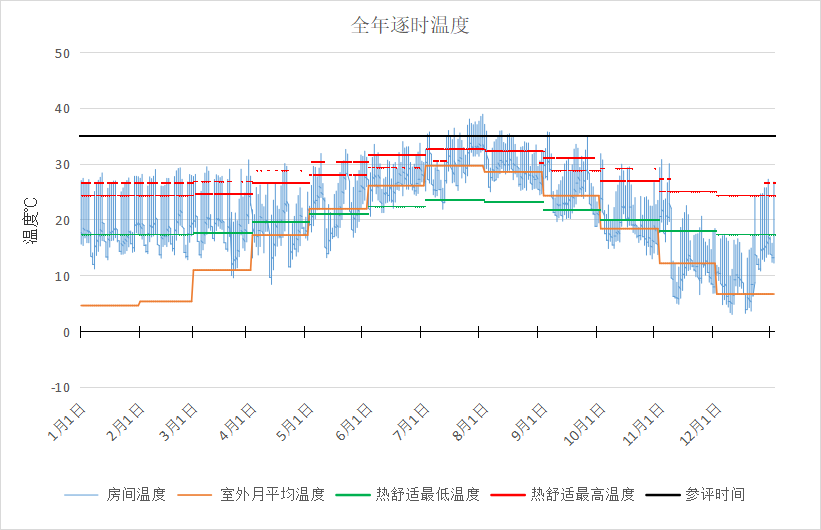 全年逐时温度
温度℃
50
40
30
20
10
0
-10
1月1日
2月1日
3月1日
4月1日
5月1日
6月1日
7月1日
8月1日
9月1日
10月1日
11月1日
12月1日
房间温度
室外月平均温度
热舒适最低温度
热舒适最高温度
参评时间